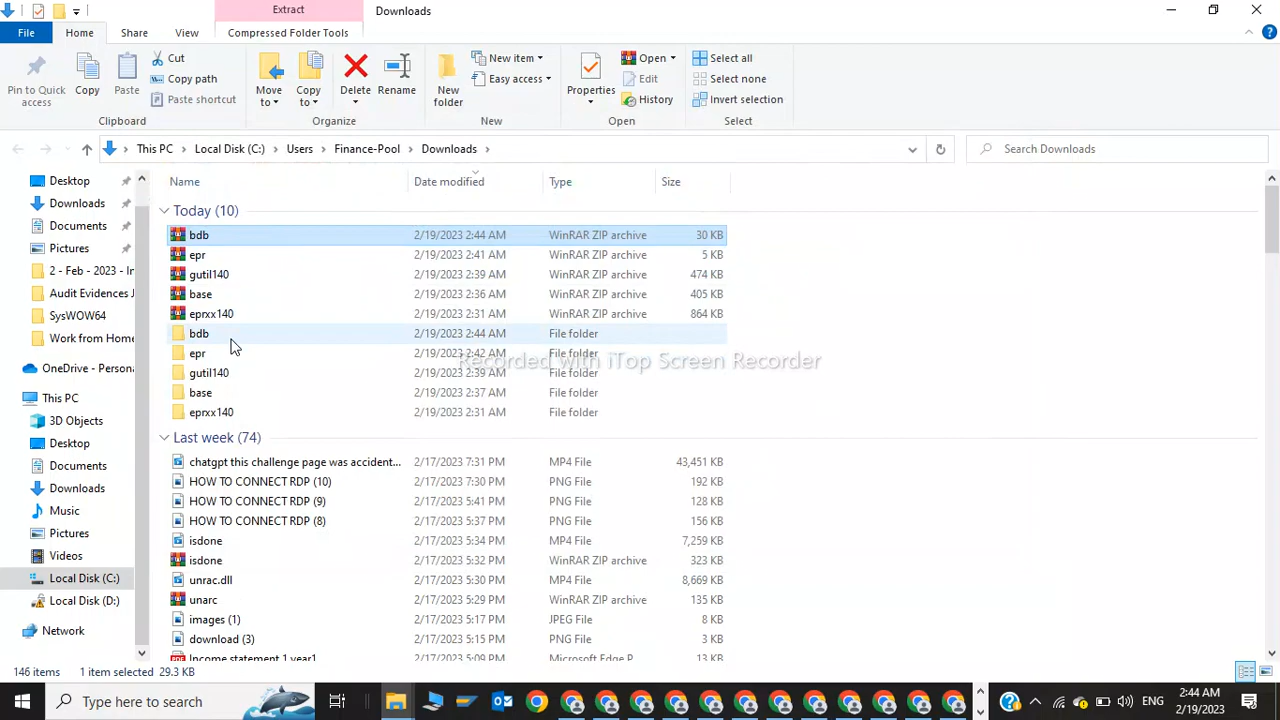 Extract
Downloads
File
Home
Share
View
Compressed Folder Tools
Pin to Quick access
Copy
Paste
Cut
Copy path
Paste shortcut
Move to
Copy to
Delete
Rename
New folder
New item
Easy access
Properties
Open
Edit
History
Select all
Select none
Invert selection
Clipboard
Organize
New
Open
Select
This PC > Local Disk (C:) > Users > Finance-Pool > Downloads >
Search Downloads
Name Date modified Type Size
Desktop
Downloads
Documents
Pictures
2 - Feb - 2023 - In
Audit Evidences J
SysWOW64
Work from Home
OneDrive - Persona
This PC
3D Objects
Desktop
Documents
Downloads
Music
Pictures
Videos
Local Disk (C:)
Local Disk (D:)
Network
Today (10)
bdb 2/19/2023 2:44 AM WinRAR ZIP archive 30 KB
epr 2/19/2023 2:41 AM WinRAR ZIP archive 5 KB
gutil140 2/19/2023 2:39 AM WinRAR ZIP archive 474 KB
base 2/19/2023 2:36 AM WinRAR ZIP archive 405 KB
eprxx140 2/19/2023 2:31 AM WinRAR ZIP archive 864 KB
bdb 2/19/2023 2:44 AM File folder
epr 2/19/2023 2:42 AM File folder
Recorded with iTop Screen Recorder
gutil140 2/19/2023 2:39 AM File folder
base 2/19/2023 2:37 AM File folder
eprxx140 2/19/2023 2:31 AM File folder
Last week (74)
chatgpt this challenge page was accident... 2/17/2023 7:31 PM MP4 File 43,451 KB
HOW TO CONNECT RDP (10) 2/17/2023 7:30 PM PNG File 192 KB
HOW TO CONNECT RDP (9) 2/17/2023 5:41 PM PNG File 128 KB
HOW TO CONNECT RDP (8) 2/17/2023 5:37 PM PNG File 156 KB
isdone 2/17/2023 5:34 PM MP4 File 7,259 KB
isdone 2/17/2023 5:32 PM WinRAR ZIP archive 323 KB
unrac.dll 2/17/2023 5:30 PM MP4 File 8,669 KB
unarc 2/17/2023 5:29 PM WinRAR ZIP archive 135 KB
images (1) 2/17/2023 5:17 PM JPEG File 8 KB
download (3) 2/17/2023 5:15 PM PNG File 3 KB
Income statement 1 year1 2/17/2023 5:09 PM Microsoft Edge P... 13 KB
146 items 1 item selected 29.3 KB
Type here to search
ENG
2:44 AM
2/19/2023